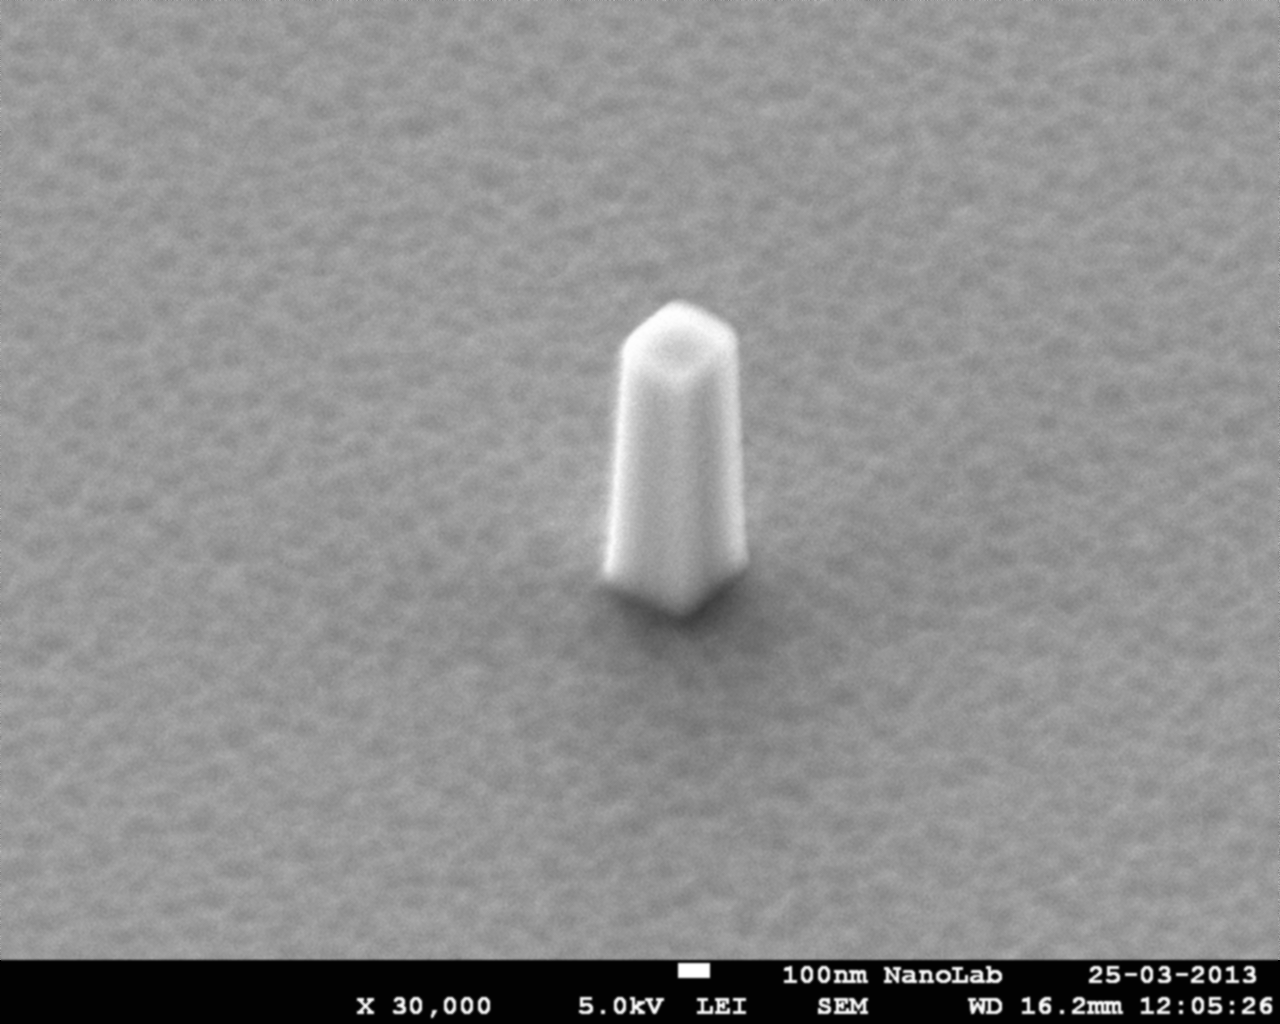 100nm NanoLab 25-03-2013
X 30,000 5.0kV LEI SEM WD 16.2mm 12:05:26